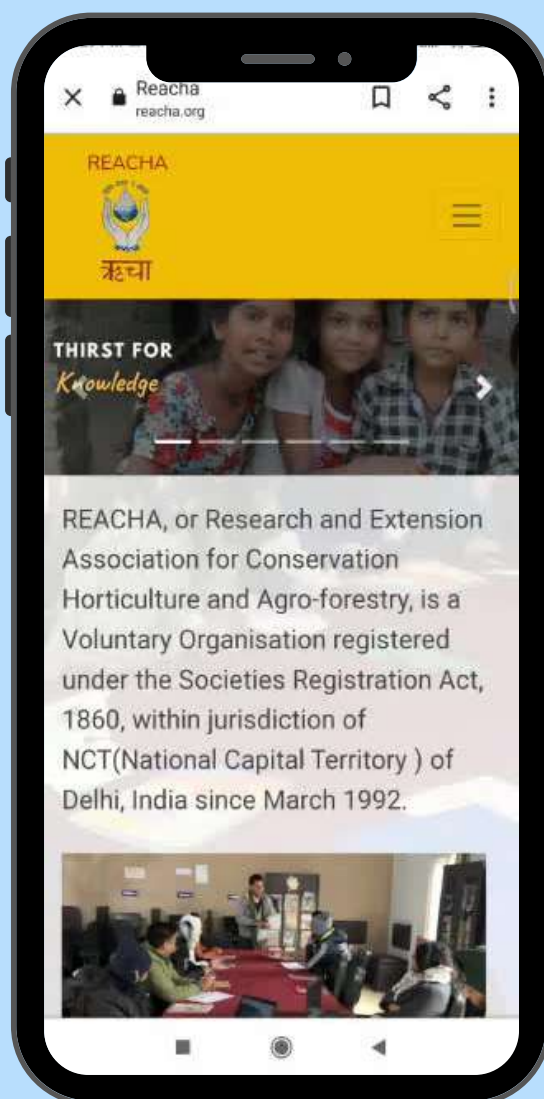 Reacha
reacha.org
REACHA
ऋचा
THIRST FOR
Knowledge
REACHA, or Research and Extension
Association for Conservation
Horticulture and Agro-forestry, is a
Voluntary Organisation registered
under the Societies Registration Act,
1860, within jurisdiction of
NCT(National Capital Territory ) of
Delhi, India since March 1992.